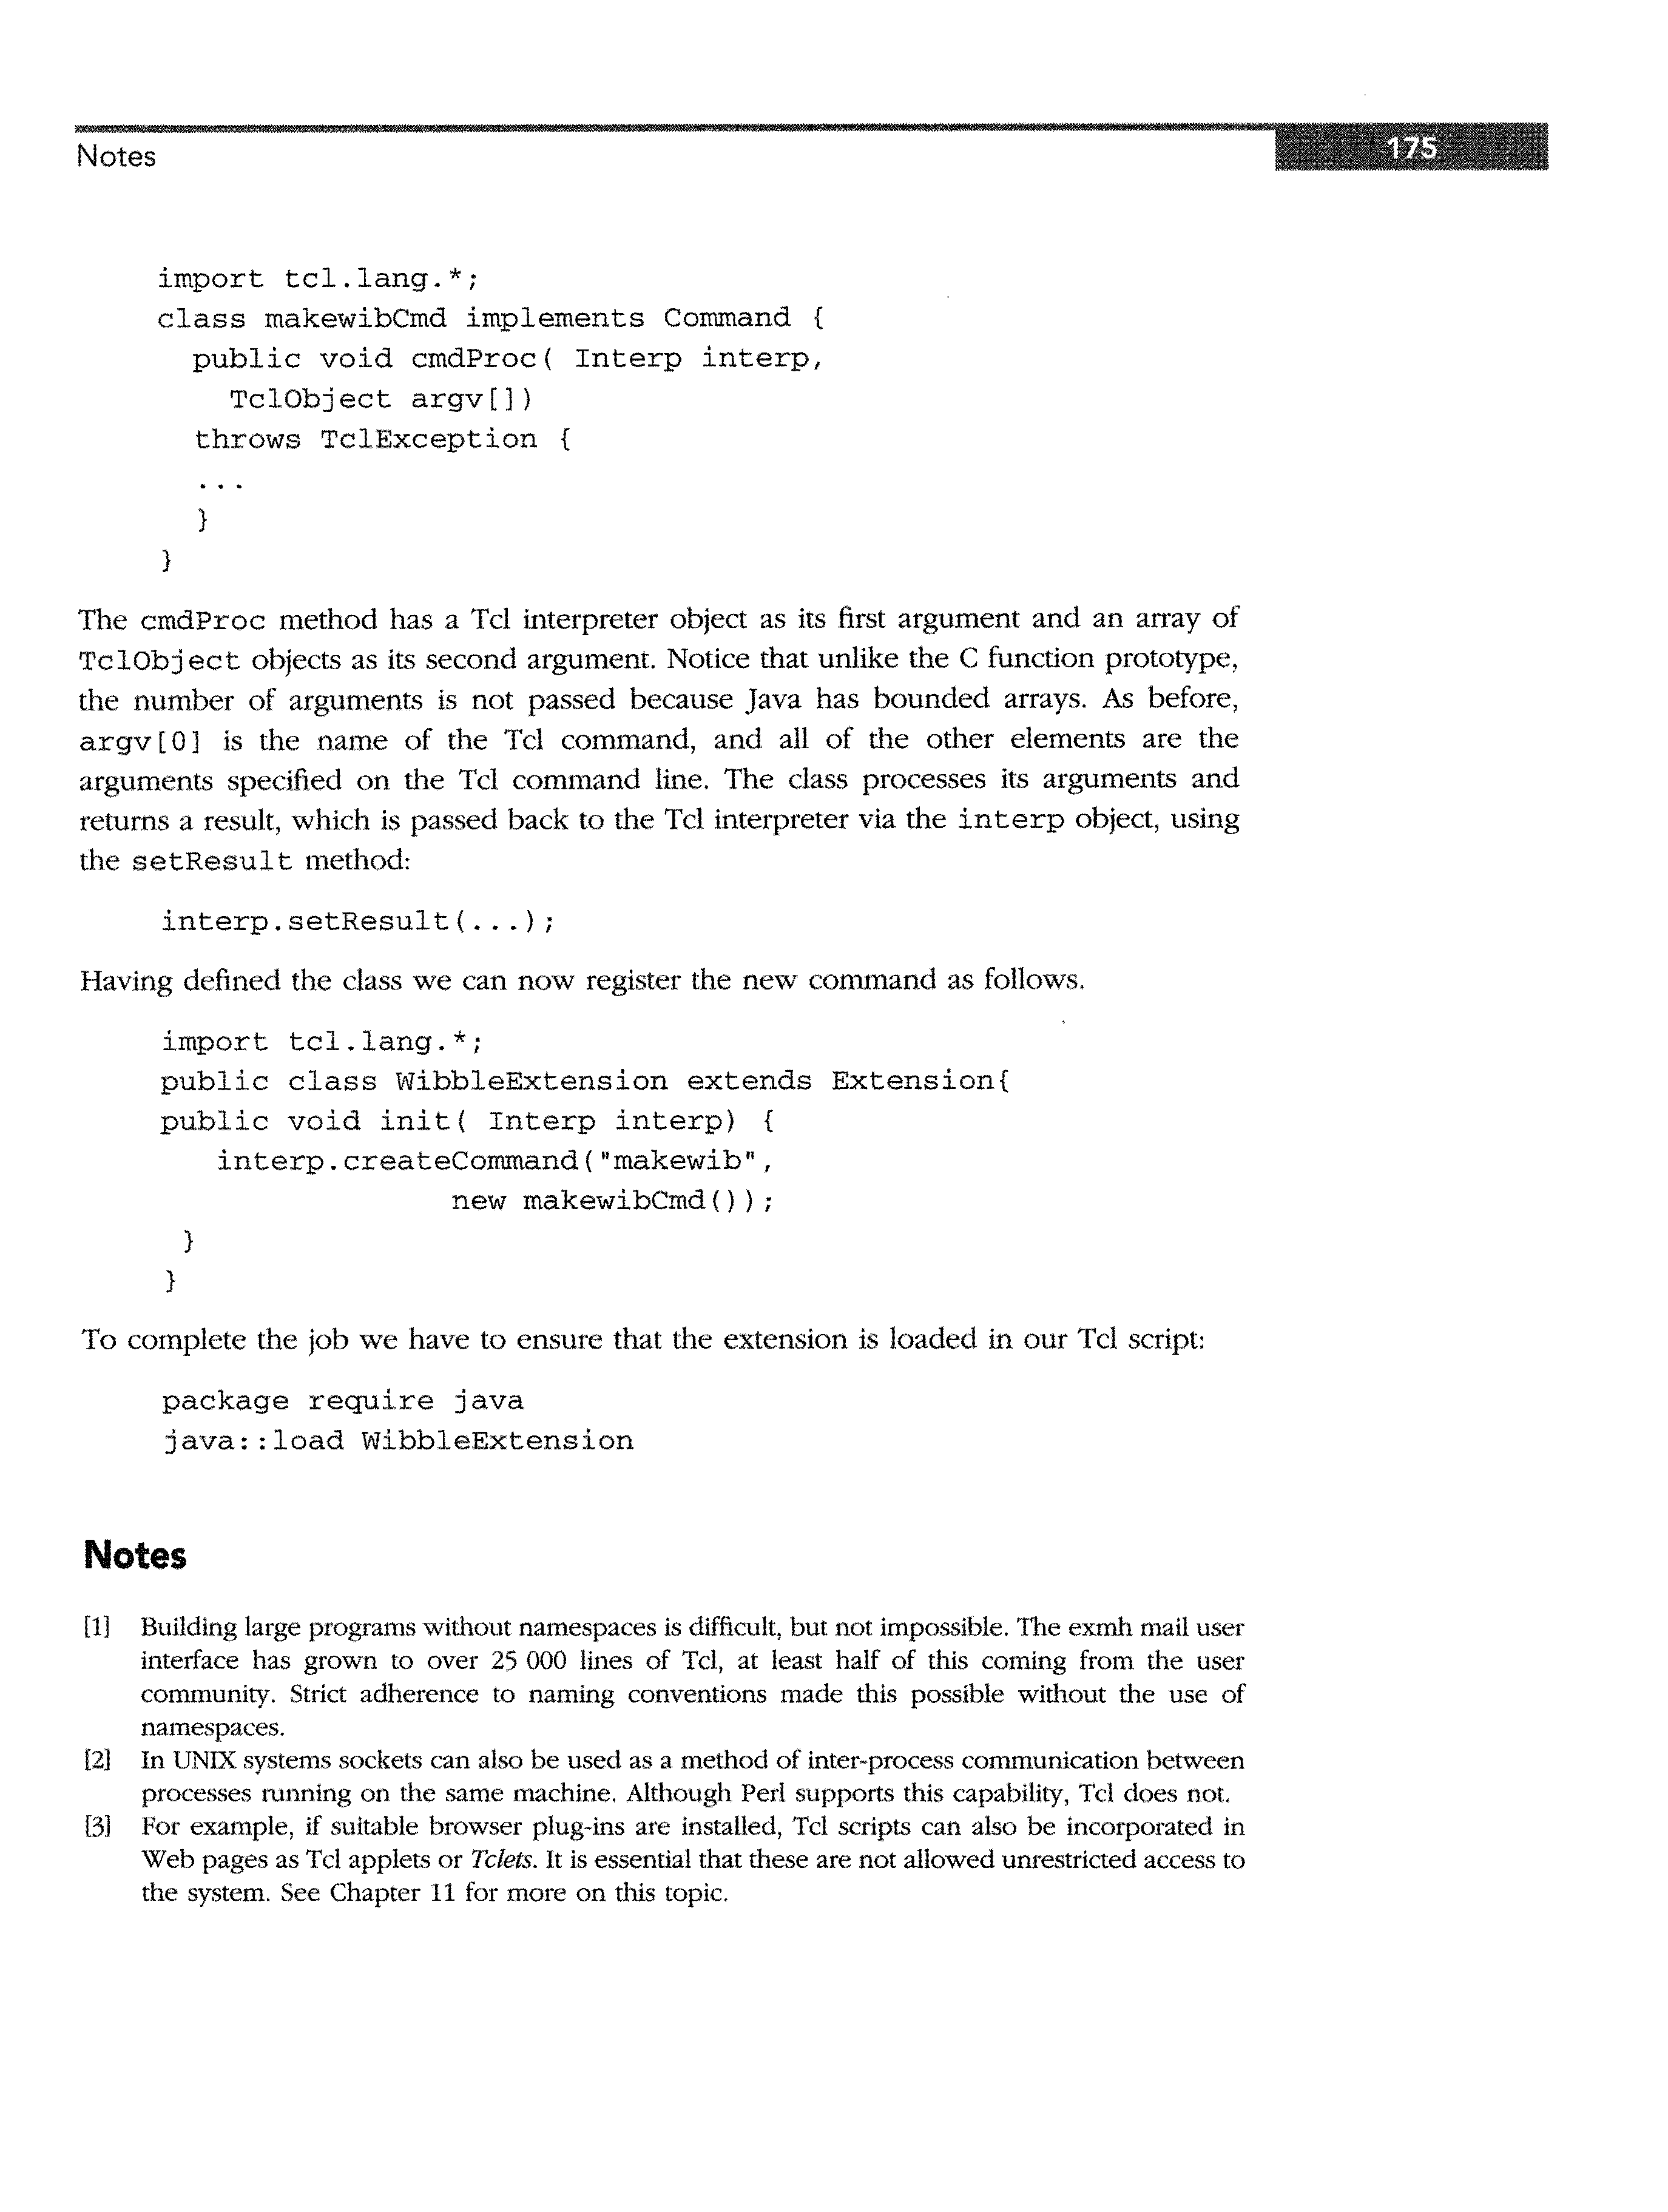 Notes
175
import tcl.lang.*;
class makewibCmd implements Command {
public void cmdProc( Interp interp,
TclObject argv[])
throws TclException {
...
}
}
The cmdProc method has a Tcl interpreter object as its first argument and an array of
TclObject objects as its second argument. Notice that unlike the C function prototype,
the number of arguments is not passed because Java has bounded arrays. As before,
argv[0] is the name of the Tcl command, and all of the other elements are the
arguments specified on the Tcl command line. The class processes its arguments and
returns a result, which is passed back to the Tcl interpreter via the interp object, using
the setResult method:
interp.setResult(...);
Having defined the class we can now register the new command as follows.
import tcl.lang.*;
public class WibbleExtension extends Extension{
public void init( Interp interp) {
interp.createCommand("makewib",
new makewibCmd());
}
}
To complete the job we have to ensure that the extension is loaded in our Tcl script:
package require java
java::load WibbleExtension
Notes
[1] Building large programs without namespaces is difficult, but not impossible. The exmh mail user
interface has grown to over 25 000 lines of Tcl, at least half of this coming from the user
community. Strict adherence to naming conventions made this possible without the use of
namespaces.
[2] In UNIX systems sockets can also be used as a method of inter-process communication between
processes running on the same machine. Although Perl supports this capability, Tcl does not.
[3] For example, if suitable browser plug-ins are installed, Tcl scripts can also be incorporated in
Web pages as Tcl applets or Tclets. It is essential that these are not allowed unrestricted access to
the system. See Chapter 11 for more on this topic.